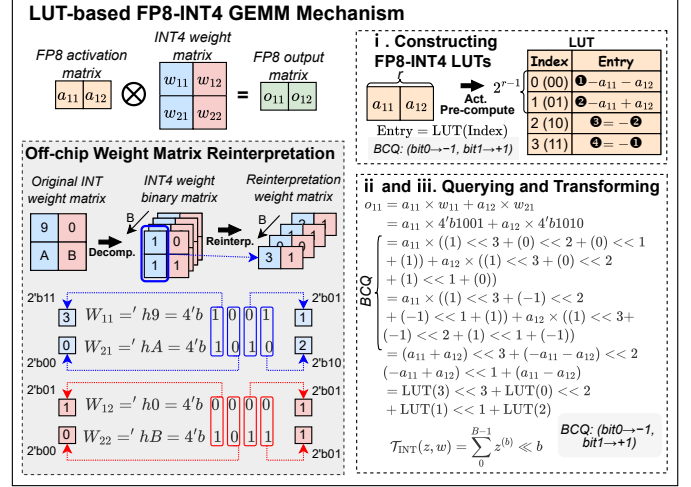 LUT-based FP8-INT4 GEMM Mechanism
FP8 activation matrix
INT4 weight matrix
FP8 output matrix
a11 a12
⊗
w11 w12
w21 w22
=
o11 o12
i . Constructing
FP8-INT4 LUTs
r
a11 a12
2^{r−1}
Act.
Pre-compute
Entry = LUT(Index)
BCQ: (bit0→−1, bit1→+1)
LUT
Index Entry
0 (00) ❶−a11 − a12
1 (01) ❷−a11 + a12
2 (10) ❸= −❷
3 (11) ❹= −❶
Off-chip Weight Matrix Reinterpretation
Original INT
weight matrix
INT4 weight
binary matrix
Reinterpretation
weight matrix
9 0
A B
Decomp.
B
1 0
1 1
Reinterp.
B
3 1
2'b11
3
W11 =' h9 = 4'b 1 0 0 1
2'b01
1
0
W21 =' hA = 4'b 1 0 1 0
2
2'b00
2'b10
2'b01
1
W12 =' h0 = 4'b 0 0 0 0
2'b01
1
0
W22 =' hB = 4'b 1 0 1 1
1
2'b00
2'b01
ii and iii. Querying and Transforming
o11 = a11 × w11 + a12 × w21
= a11 × 4'b1001 + a12 × 4'b1010
BCQ
= a11 × ((1) << 3 + (0) << 2 + (0) << 1
+ (1)) + a12 × ((1) << 3 + (0) << 2
+ (1) << 1 + (0))
= a11 × ((1) << 3 + (−1) << 2
+ (−1) << 1 + (1)) + a12 × ((1) << 3+
(−1) << 2 + (1) << 1 + (−1))
= (a11 + a12) << 3 + (−a11 − a12) << 2
(−a11 + a12) << 1 + (a11 − a12)
= LUT(3) << 3 + LUT(0) << 2
+ LUT(1) << 1 + LUT(2)
T_INT(z, w) = ∑_{0}^{B−1} z^{(b)} ≪ b
BCQ: (bit0→−1,
bit1→+1)